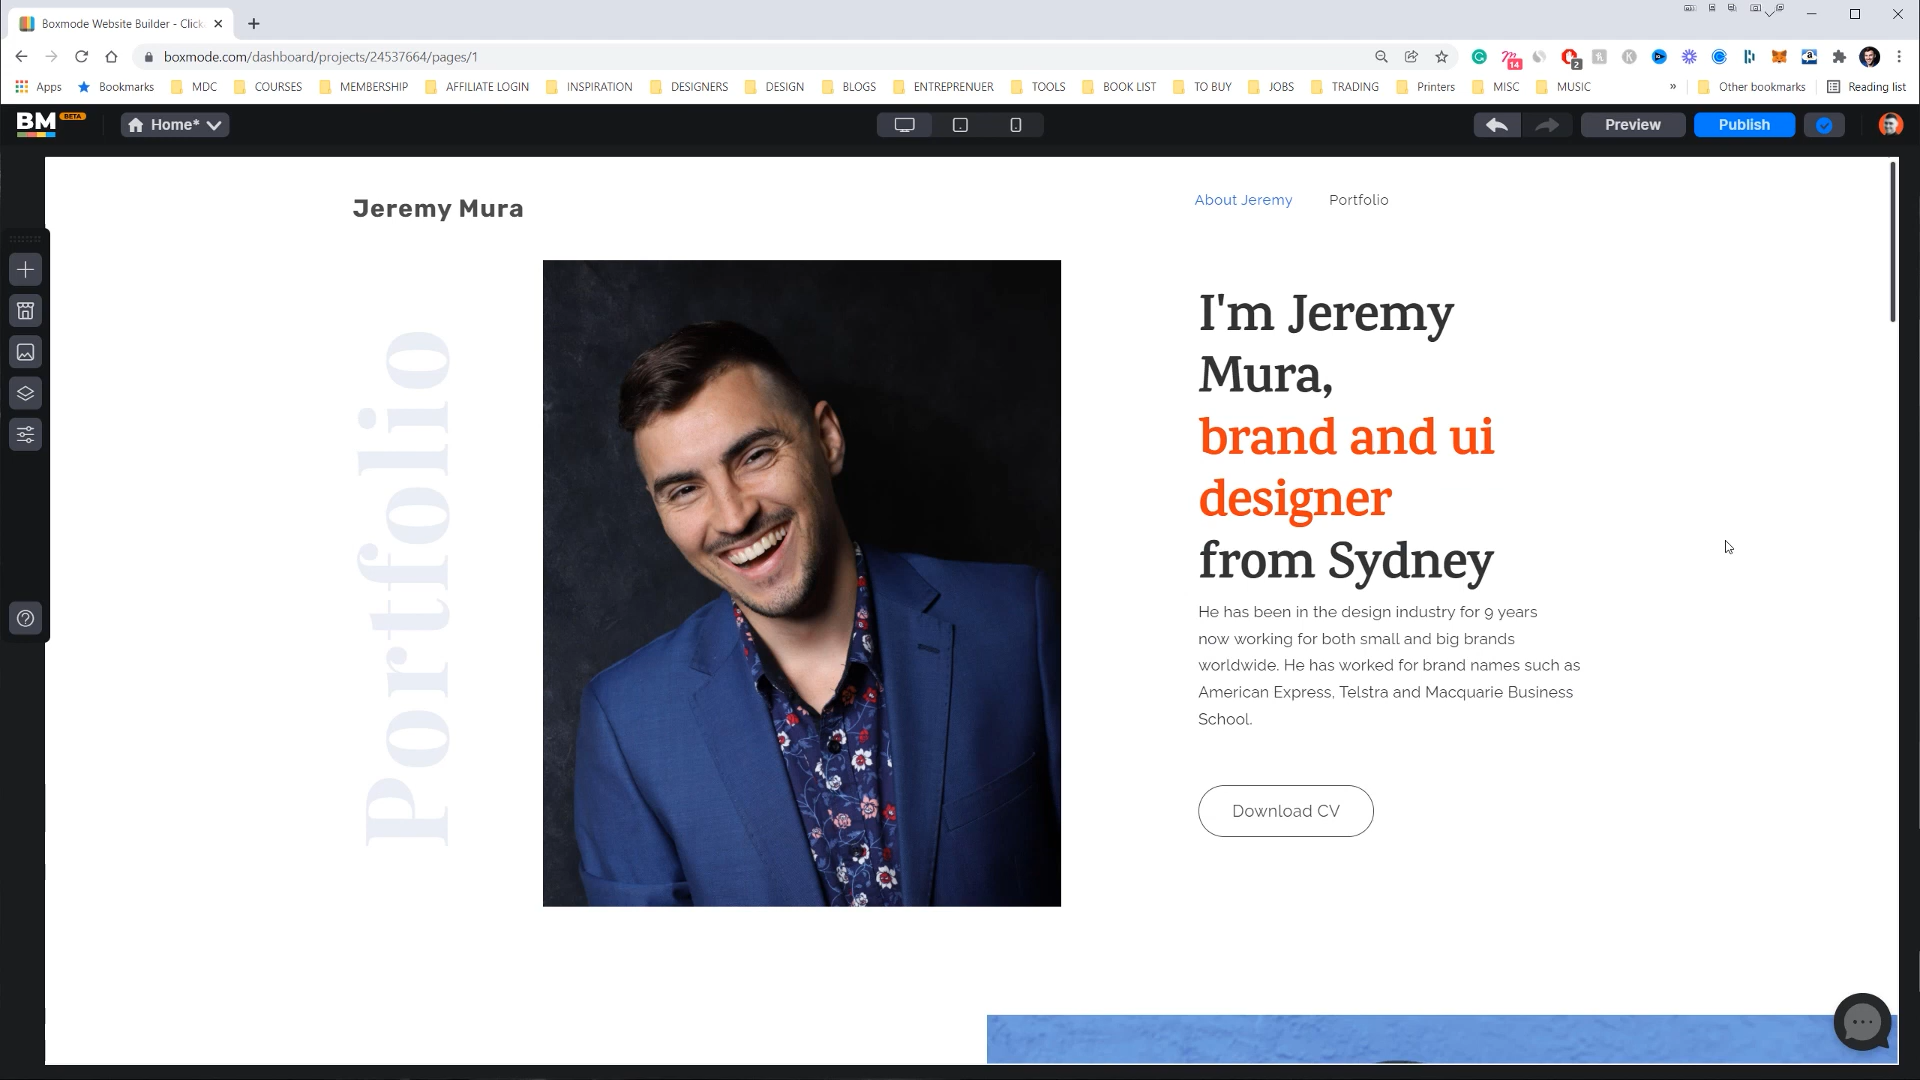 Boxmode Website Builder - Click
boxmode.com/dashboard/projects/24537664/pages/1
14
2
Apps
Bookmarks
MDC
COURSES
MEMBERSHIP
AFFILIATE LOGIN
INSPIRATION
DESIGNERS
DESIGN
BLOGS
ENTREPRENUER
TOOLS
BOOK LIST
TO BUY
JOBS
TRADING
Printers
MISC
MUSIC
»
Other bookmarks
Reading list
BM
BETA
Home*
Preview
Publish
Jeremy Mura
About Jeremy
Portfolio
Portfolio
I'm Jeremy
Mura,
brand and ui
designer
from Sydney
He has been in the design industry for 9 years
now working for both small and big brands
worldwide. He has worked for brand names such as
American Express, Telstra and Macquarie Business
School.
Download CV